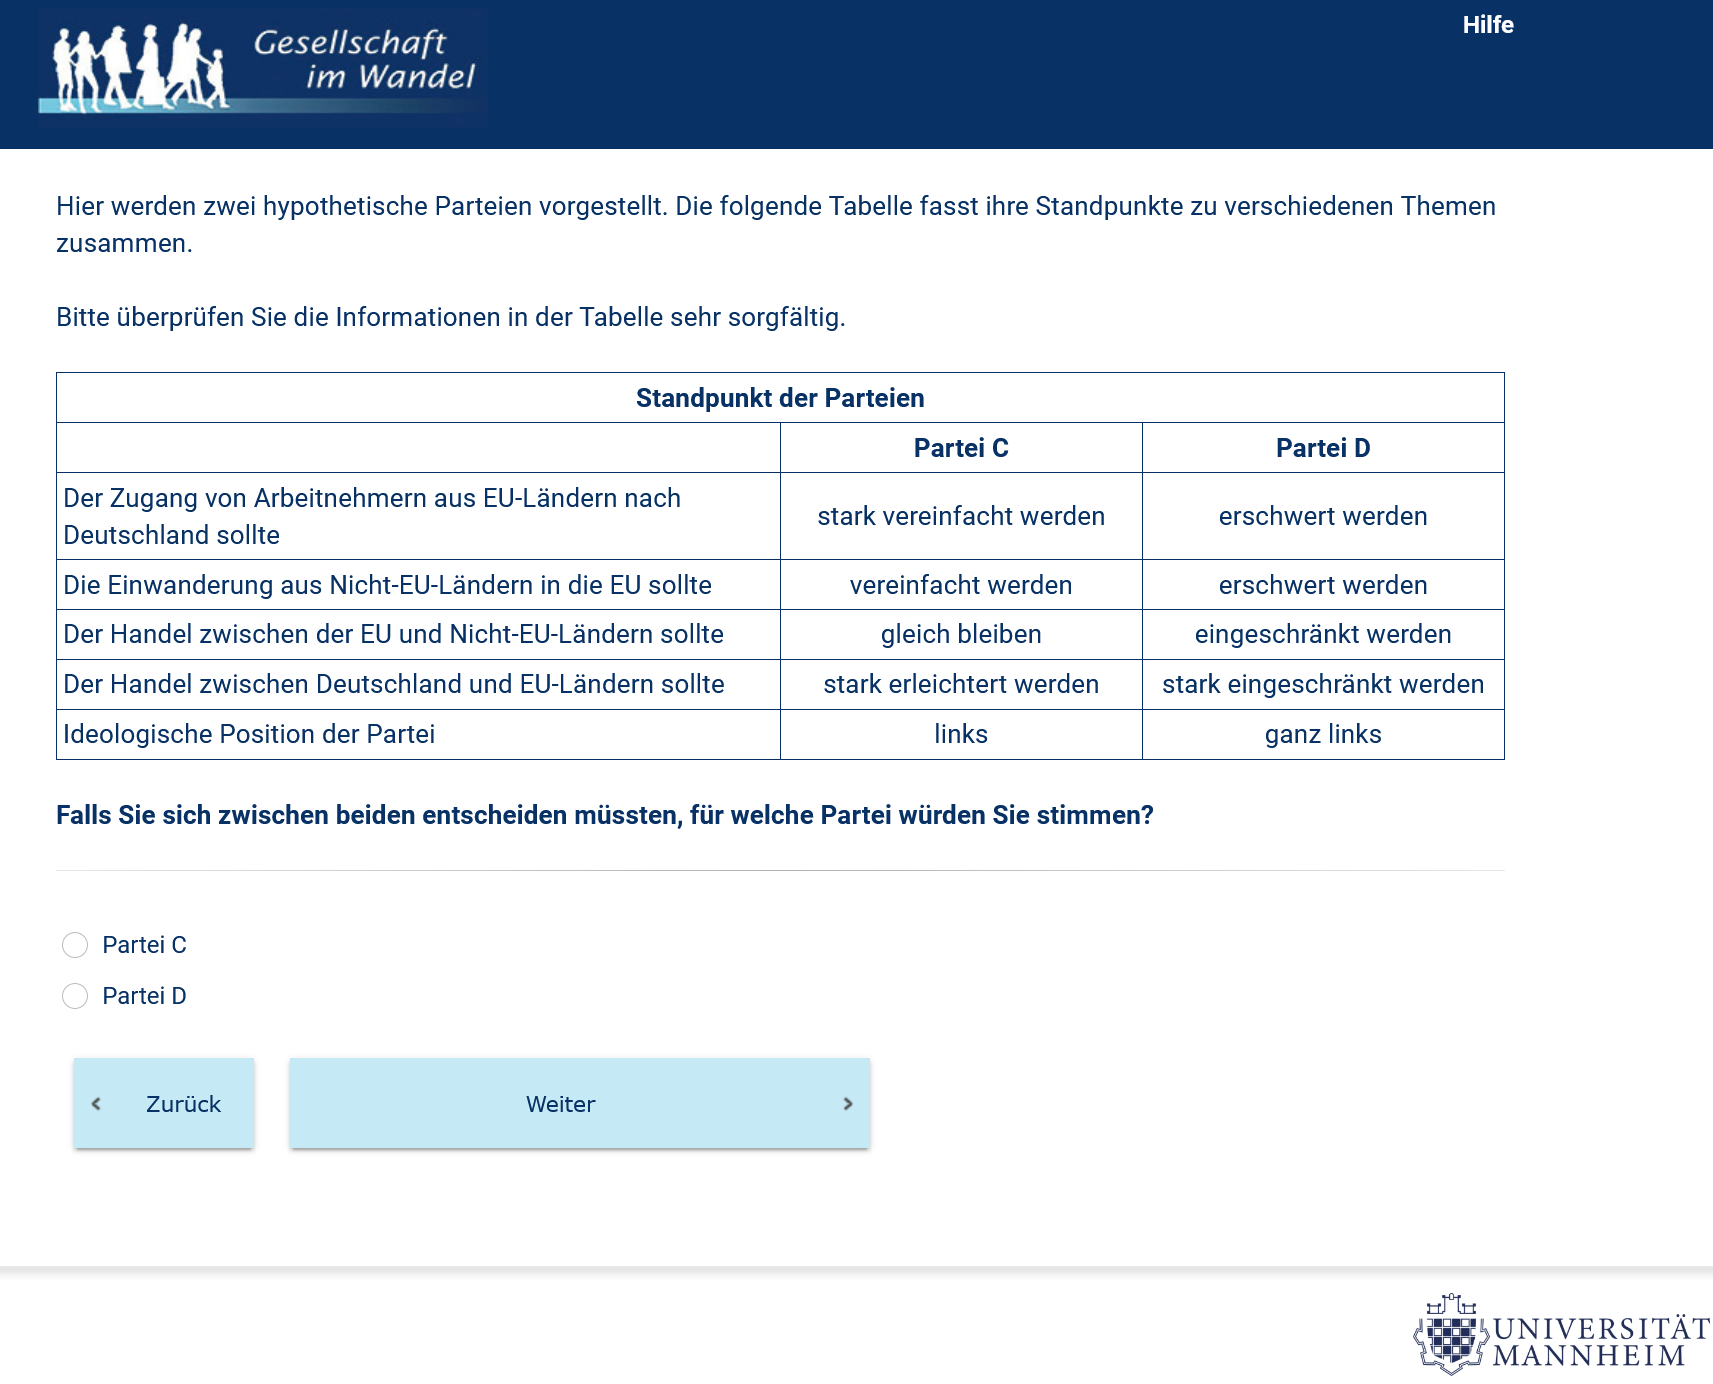 Gesellschaft
im Wandel
Hilfe
Hier werden zwei hypothetische Parteien vorgestellt. Die folgende Tabelle fasst ihre Standpunkte zu verschiedenen Themen
zusammen.
Bitte überprüfen Sie die Informationen in der Tabelle sehr sorgfältig.
Standpunkt der Parteien
Partei C Partei D
Der Zugang von Arbeitnehmern aus EU-Ländern nach
Deutschland sollte
stark vereinfacht werden erschwert werden
Die Einwanderung aus Nicht-EU-Ländern in die EU sollte vereinfacht werden erschwert werden
Der Handel zwischen der EU und Nicht-EU-Ländern sollte gleich bleiben eingeschränkt werden
Der Handel zwischen Deutschland und EU-Ländern sollte stark erleichtert werden stark eingeschränkt werden
Ideologische Position der Partei links ganz links
Falls Sie sich zwischen beiden entscheiden müssten, für welche Partei würden Sie stimmen?
Partei C
Partei D
Zurück Weiter
UNIVERSITÄT
MANNHEIM